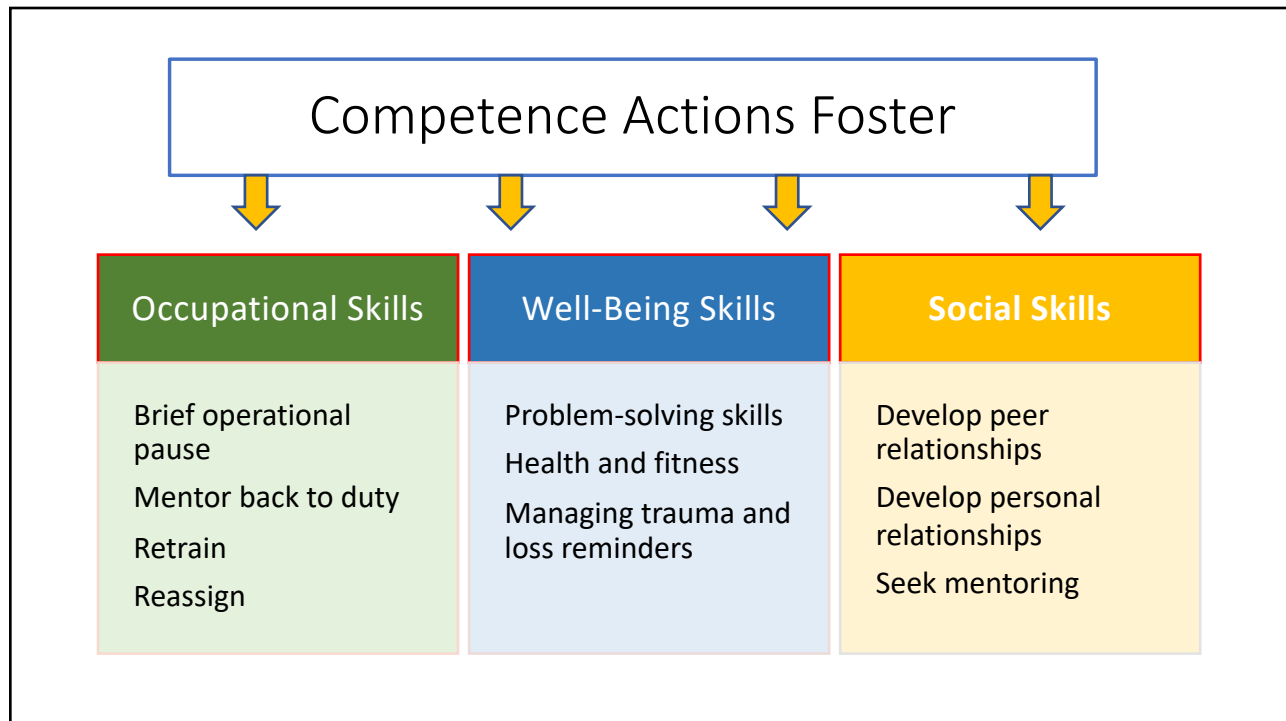 Competence Actions Foster
Occupational Skills
Brief operational
pause
Mentor back to duty
Retrain
Reassign
Well-Being Skills
Problem-solving skills
Health and fitness
Managing trauma and
loss reminders
Social Skills
Develop peer
relationships
Develop personal
relationships
Seek mentoring